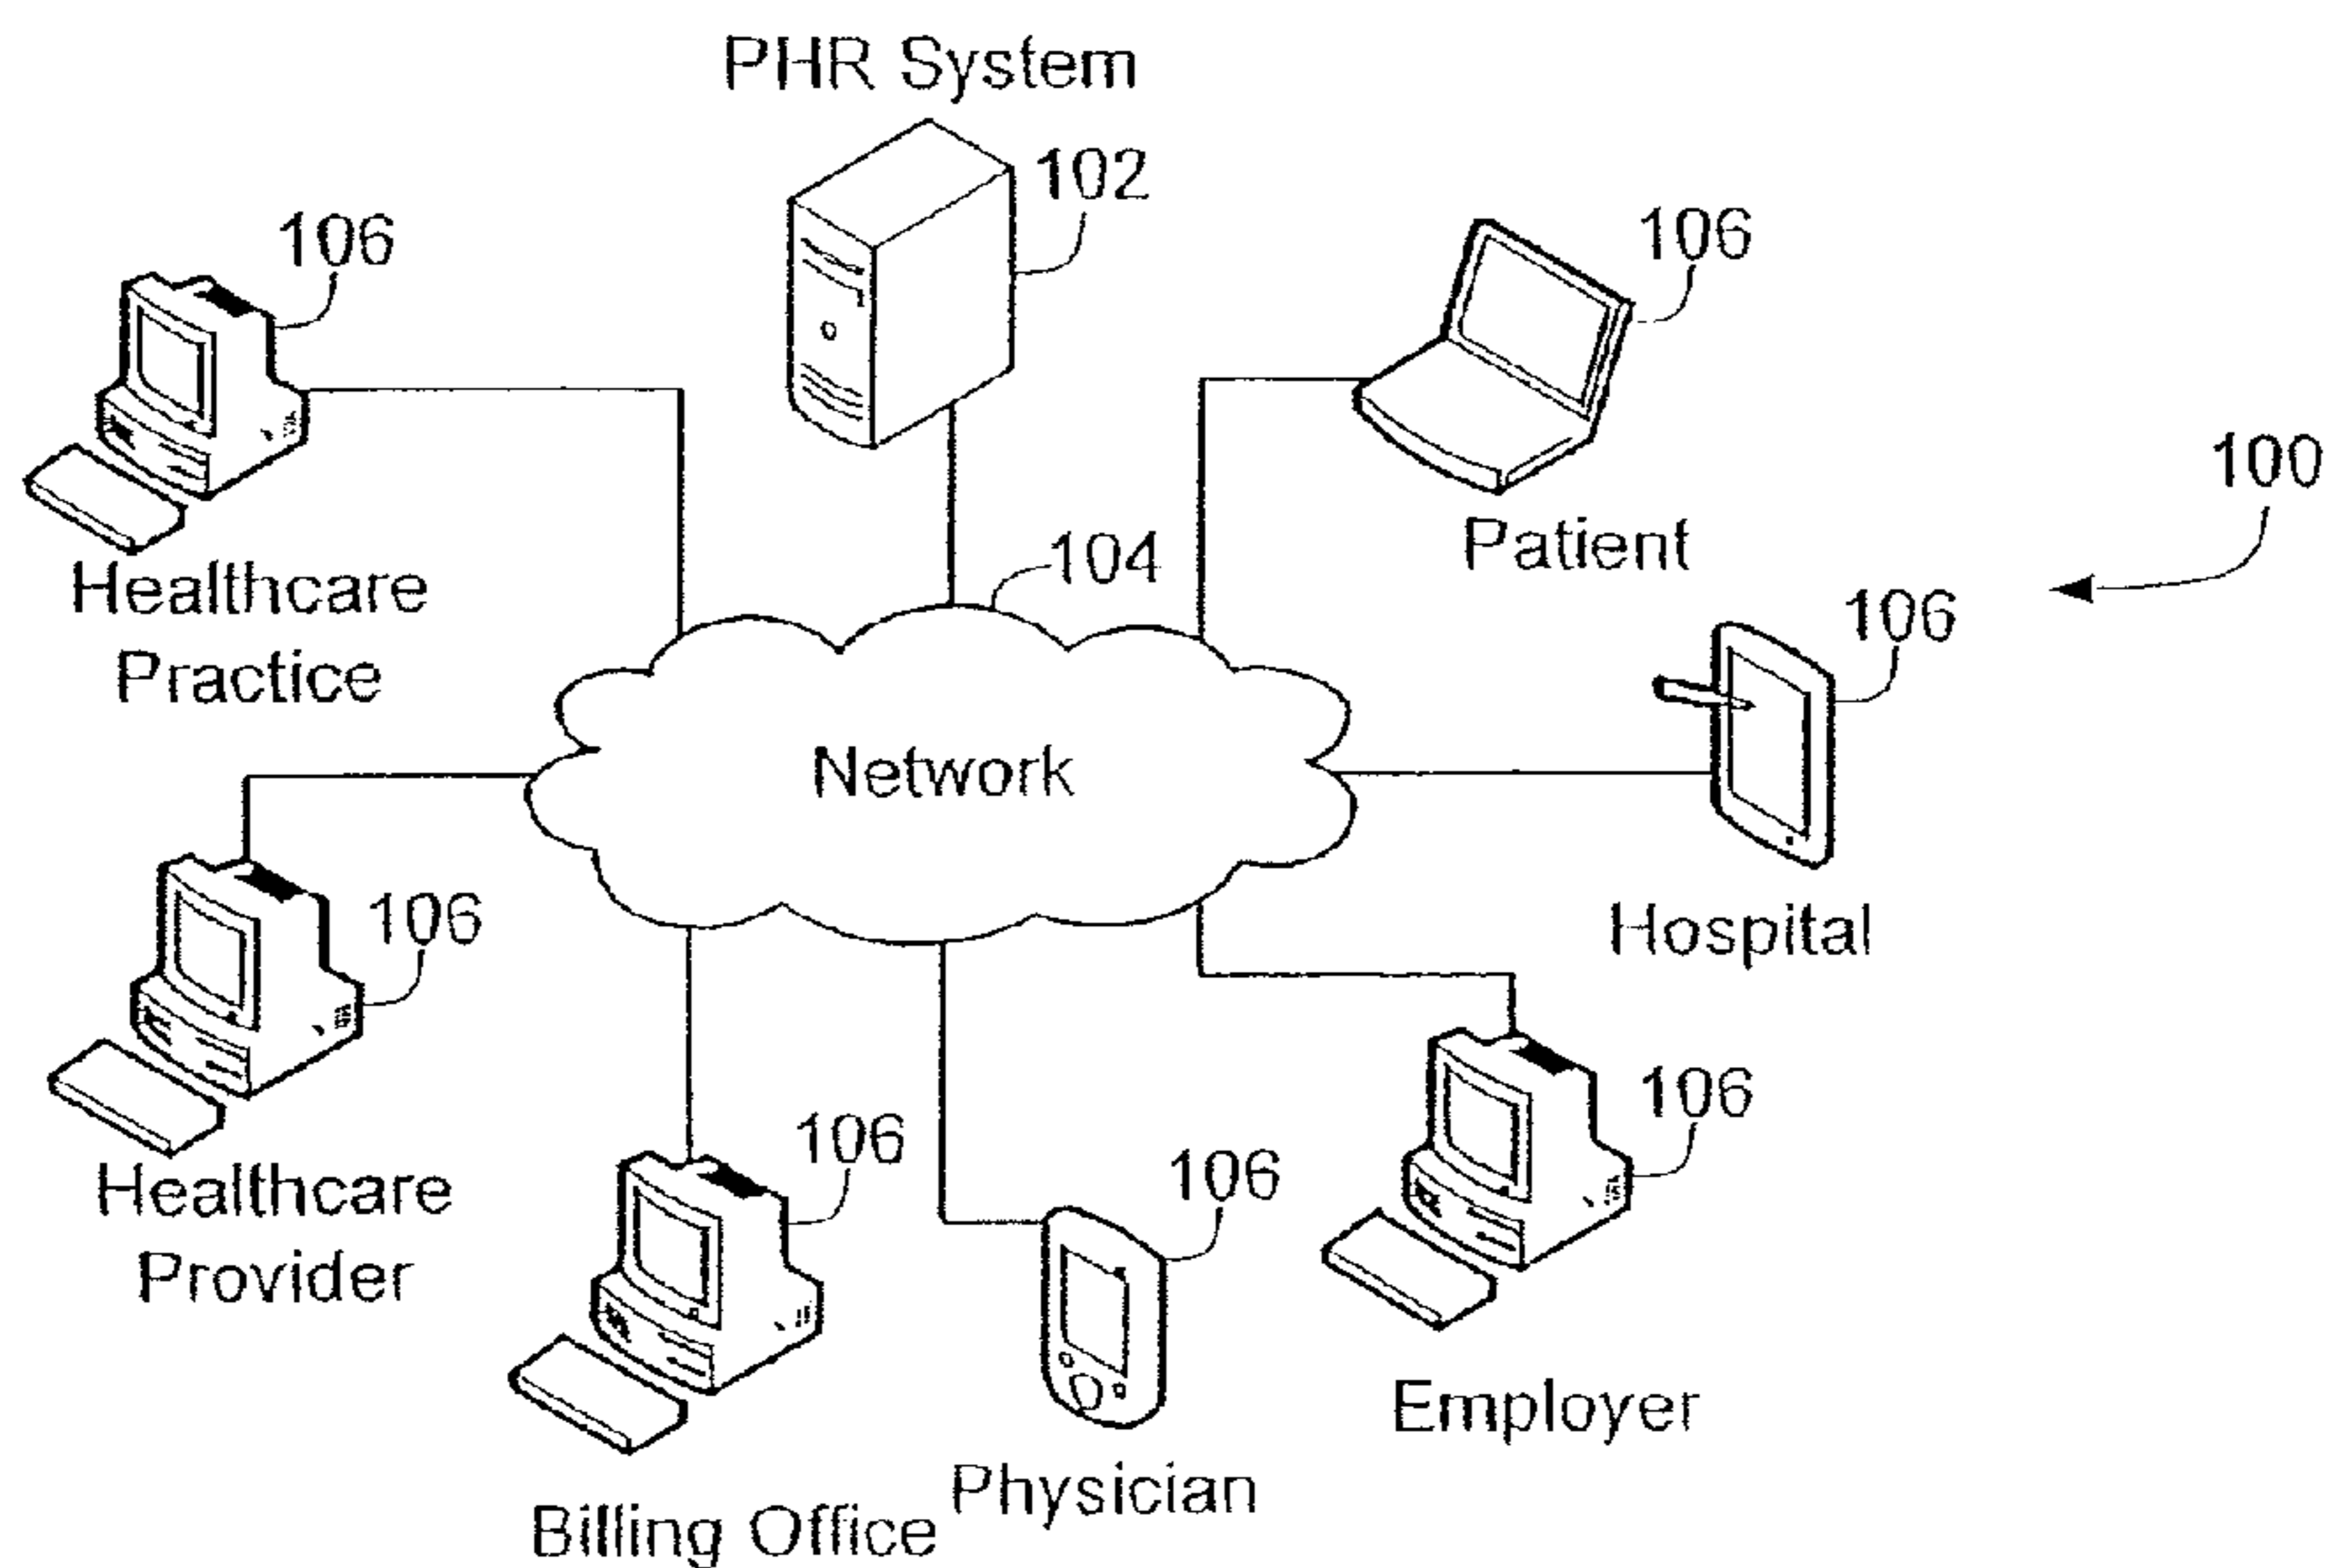 PHR System
102
106
106
100
Healthcare
Practice
104
Patient
106
Network
106
Hospital
Healthcare
Provider
106
106
106
Employer
Physician
Billing Office